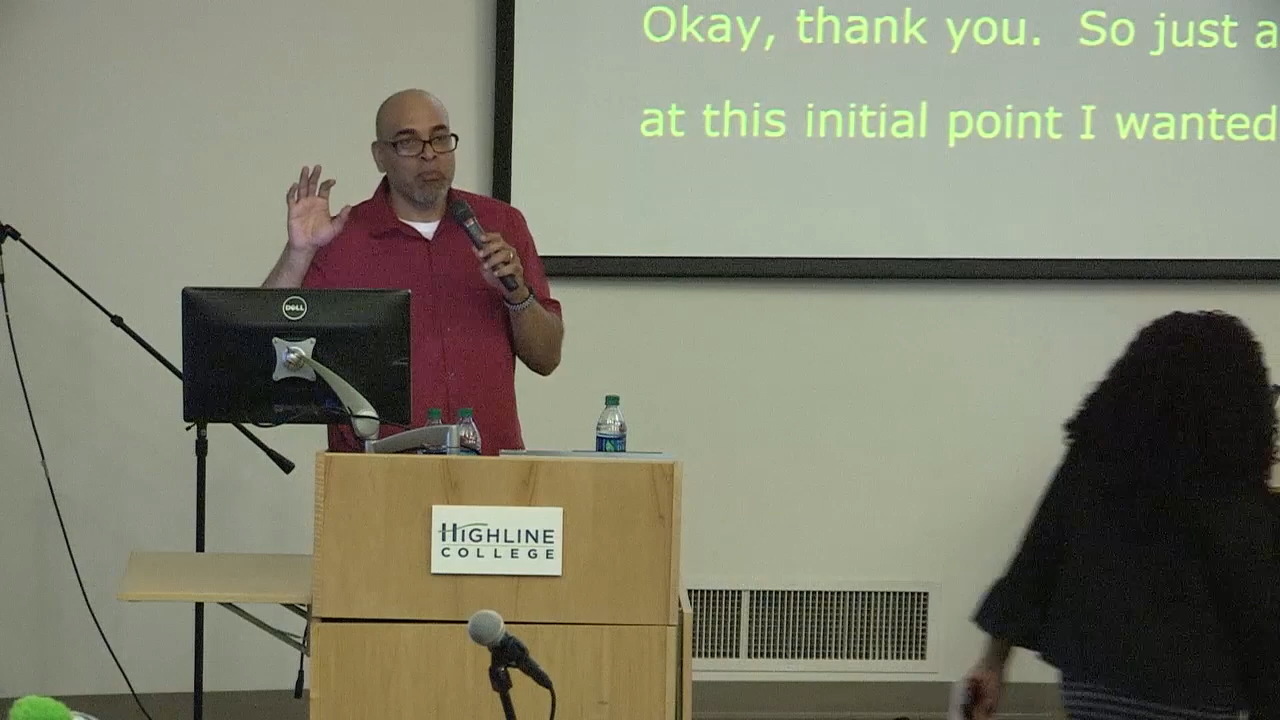 Okay, thank you.  So just a
at this initial point I wanted
DELL
HIGHLINE
COLLEGE